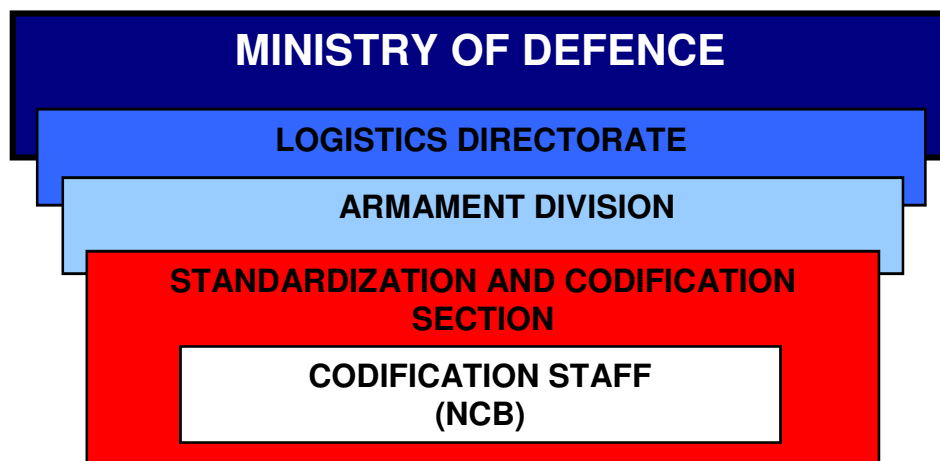 MINISTRY OF DEFENCE
LOGISTICS DIRECTORATE
ARMAMENT DIVISION
STANDARDIZATION AND CODIFICATION
SECTION
CODIFICATION STAFF
(NCB)